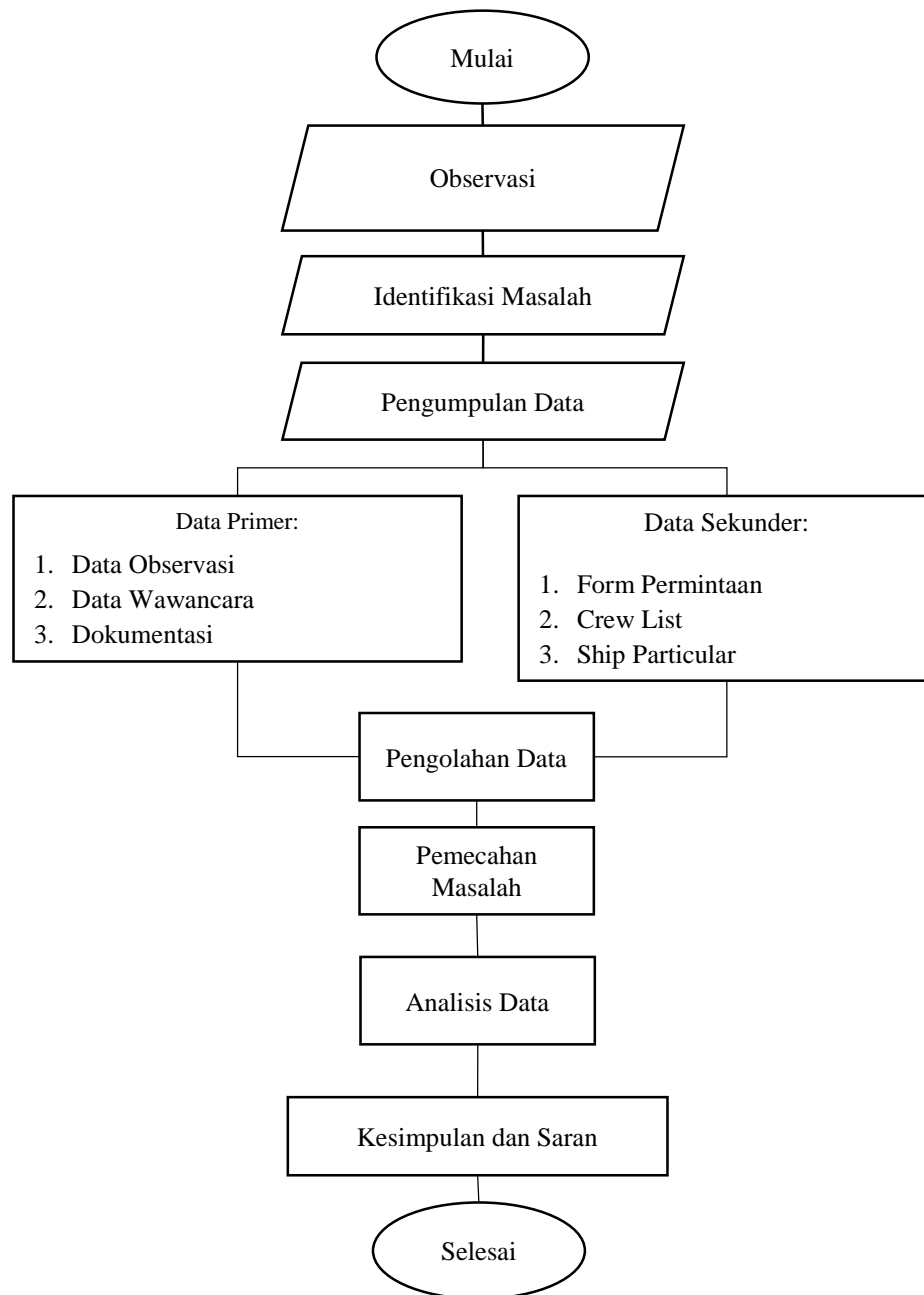 Mulai
Observasi
Identifikasi Masalah
Pengumpulan Data
Data Primer:
1. Data Observasi
2. Data Wawancara
3. Dokumentasi
Data Sekunder:
1. Form Permintaan
2. Crew List
3. Ship Particular
Pengolahan Data
Pemecahan
Masalah
Analisis Data
Kesimpulan dan Saran
Selesai